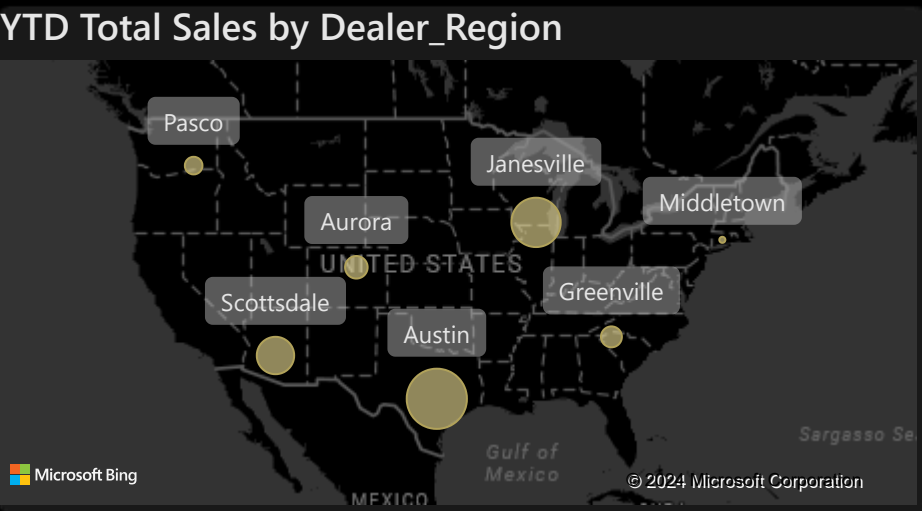 YTD Total Sales by Dealer_Region
Pasco
Janesville
Middletown
Aurora
UNITED STATES
Greenville
Scottsdale
Austin
Sargasso Se
Gulf of
Mexico
Microsoft Bing
© 2024 Microsoft Corporation
MEXICO